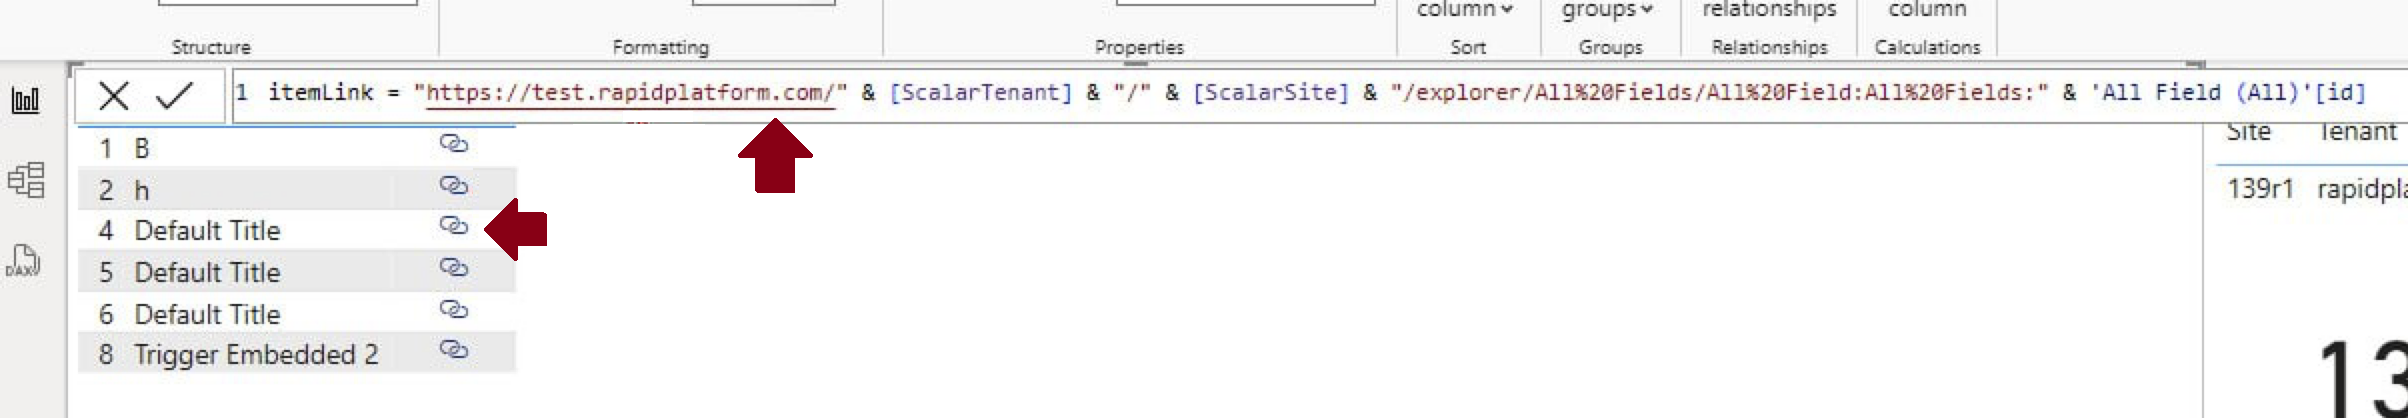 column groups relationships column
Structure Formatting Properties Sort Groups Relationships Calculations
1 itemLink = "https://test.rapidplatform.com/" & [ScalarTenant] & "/" & [ScalarSite] & "/explorer/All%20Fields/All%20Field:All%20Fields:" & 'All Field (All)'[id]
Site Tenant
1 B
2 h
139r1 rapidpla
4 Default Title
5 Default Title
6 Default Title
8 Trigger Embedded 2
13
DAX